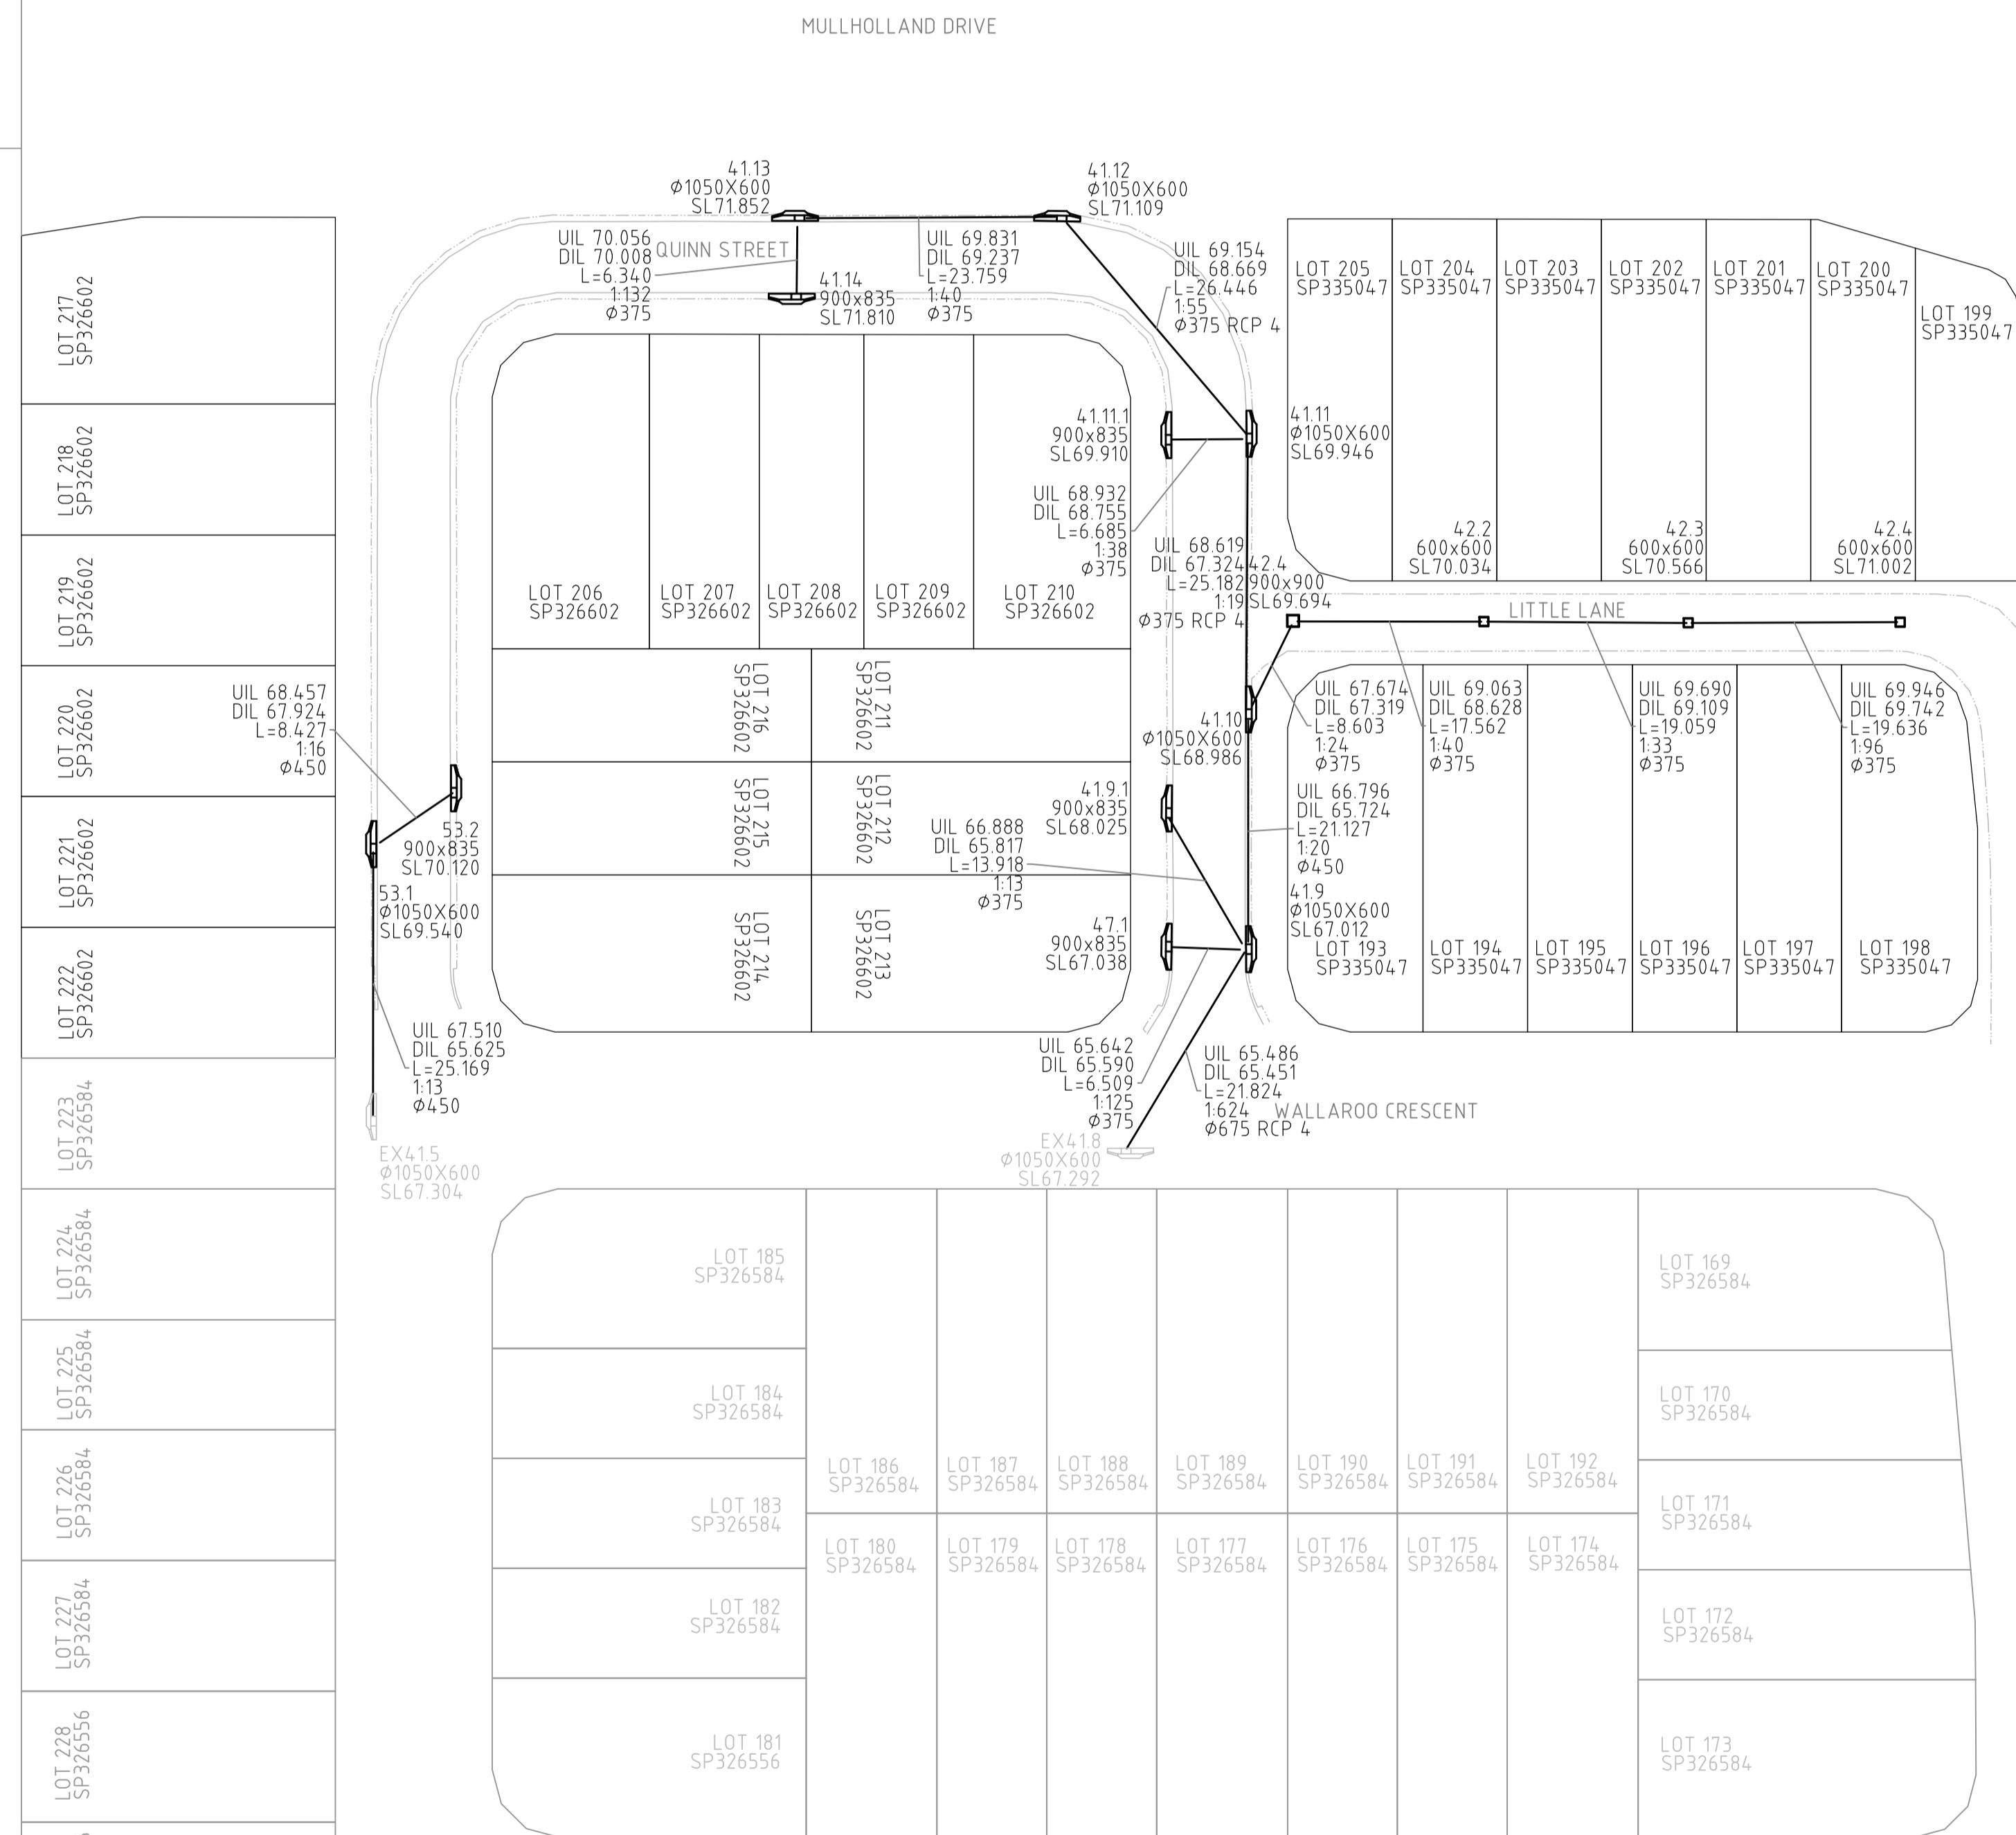 MULLHOLLAND DRIVE
41.13
Ø1050X600
SL71.852
41.12
Ø1050X600
SL71.109
UIL 70.056
DIL 70.008
L=6.340
1:132
Ø375
QUINN STREET
41.14
900x835
SL71.810
UIL 69.831
DIL 69.237
L=23.759
1:40
Ø375
UIL 69.154
DIL 68.669
L=26.446
1:55
Ø375 RCP 4
LOT 205
SP335047
LOT 204
SP335047
LOT 203
SP335047
LOT 202
SP335047
LOT 201
SP335047
LOT 200
SP335047
LOT 199
SP335047
LOT 217
SP326602
LOT 218
SP326602
LOT 219
SP326602
LOT 220
SP326602
LOT 221
SP326602
LOT 222
SP326602
41.11.1
900x835
SL69.910
41.11
Ø1050X600
SL69.946
UIL 68.932
DIL 68.755
L=6.685
1:38
Ø375
UIL 68.619
DIL 67.324
L=25.182
1:19
Ø375 RCP 4
42.4
900x900
SL69.694
42.2
600x600
SL70.034
42.3
600x600
SL70.566
42.4
600x600
SL71.002
LITTLE LANE
LOT 206
SP326602
LOT 207
SP326602
LOT 208
SP326602
LOT 209
SP326602
LOT 210
SP326602
LOT 216
SP326602
LOT 211
SP326602
LOT 215
SP326602
LOT 212
SP326602
LOT 214
SP326602
LOT 213
SP326602
UIL 68.457
DIL 67.924
L=8.427
1:16
Ø450
53.2
900x835
SL70.120
53.1
Ø1050X600
SL69.540
UIL 67.510
DIL 65.625
L=25.169
1:13
Ø450
EX41.5
Ø1050X600
SL67.304
41.10
Ø1050X600
SL68.986
41.9.1
900x835
SL68.025
UIL 66.888
DIL 65.817
L=13.918
1:13
Ø375
47.1
900x835
SL67.038
UIL 67.674
DIL 67.319
L=8.603
1:24
Ø375
UIL 69.063
DIL 68.628
L=17.562
1:40
Ø375
UIL 69.690
DIL 69.109
L=19.059
1:33
Ø375
UIL 69.946
DIL 69.742
L=19.636
1:96
Ø375
UIL 66.796
DIL 65.724
L=21.127
1:20
Ø450
41.9
Ø1050X600
SL67.012
LOT 193
SP335047
LOT 194
SP335047
LOT 195
SP335047
LOT 196
SP335047
LOT 197
SP335047
LOT 198
SP335047
UIL 65.642
DIL 65.590
L=6.509
1:125
Ø375
UIL 65.486
DIL 65.451
L=21.824
1:624
Ø675 RCP 4
WALLAROO CRESCENT
EX41.8
Ø1050X600
SL67.292
LOT 223
SP326584
LOT 224
SP326584
LOT 225
SP326584
LOT 226
SP326584
LOT 227
SP326584
LOT 228
SP326556
LOT 185
SP326584
LOT 184
SP326584
LOT 183
SP326584
LOT 182
SP326584
LOT 181
SP326556
LOT 186
SP326584
LOT 187
SP326584
LOT 188
SP326584
LOT 189
SP326584
LOT 190
SP326584
LOT 191
SP326584
LOT 192
SP326584
LOT 180
SP326584
LOT 179
SP326584
LOT 178
SP326584
LOT 177
SP326584
LOT 176
SP326584
LOT 175
SP326584
LOT 174
SP326584
LOT 169
SP326584
LOT 170
SP326584
LOT 171
SP326584
LOT 172
SP326584
LOT 173
SP326584